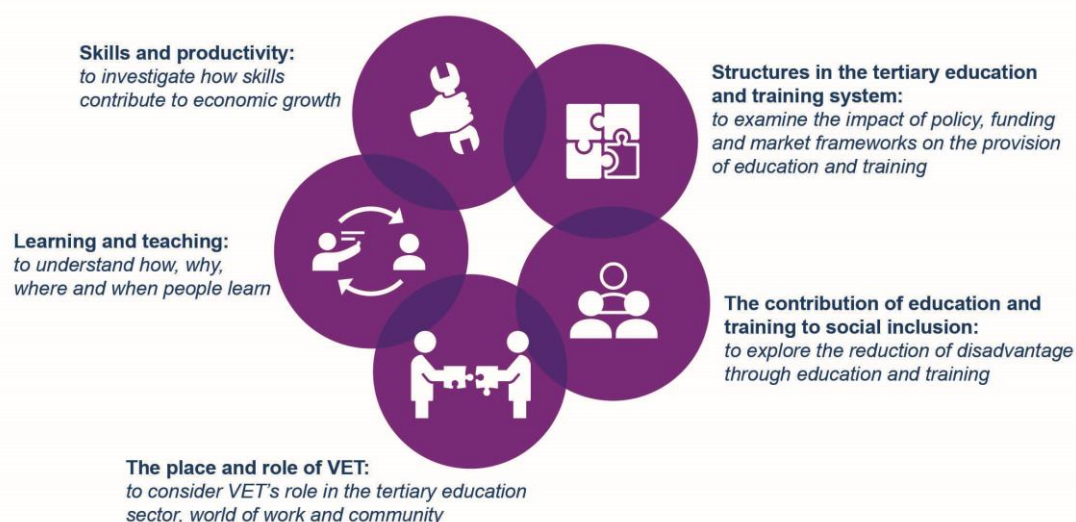 Skills and productivity:
to investigate how skills
contribute to economic growth
Structures in the tertiary education
and training system:
to examine the impact of policy, funding
and market frameworks on the provision
of education and training
Learning and teaching:
to understand how, why,
where and when people learn
The contribution of education and
training to social inclusion:
to explore the reduction of disadvantage
through education and training
The place and role of VET:
to consider VET's role in the tertiary education
sector, world of work and community